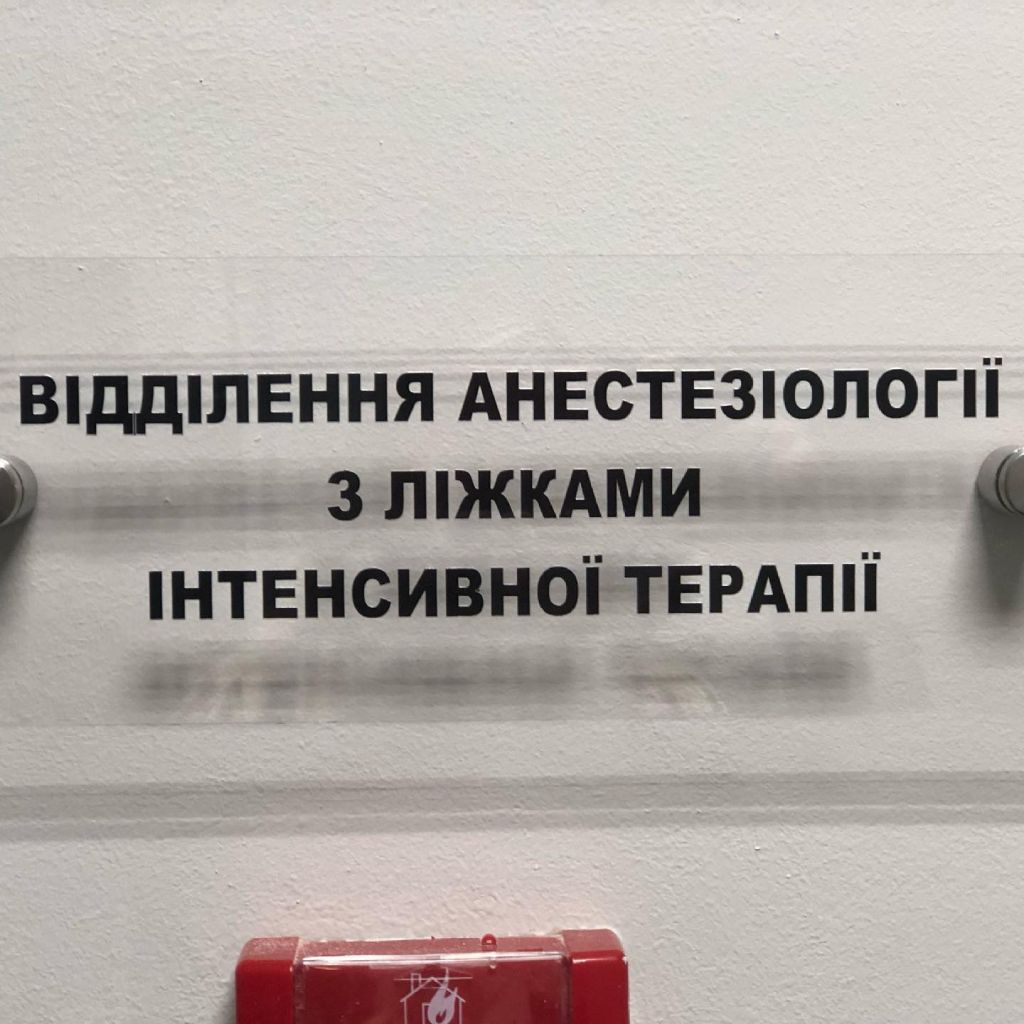 ВІДДІЛЕННЯ АНЕСТЕЗІОЛОГІЇ
З ЛІЖКАМИ
ІНТЕНСИВНОЇ ТЕРАПІЇ